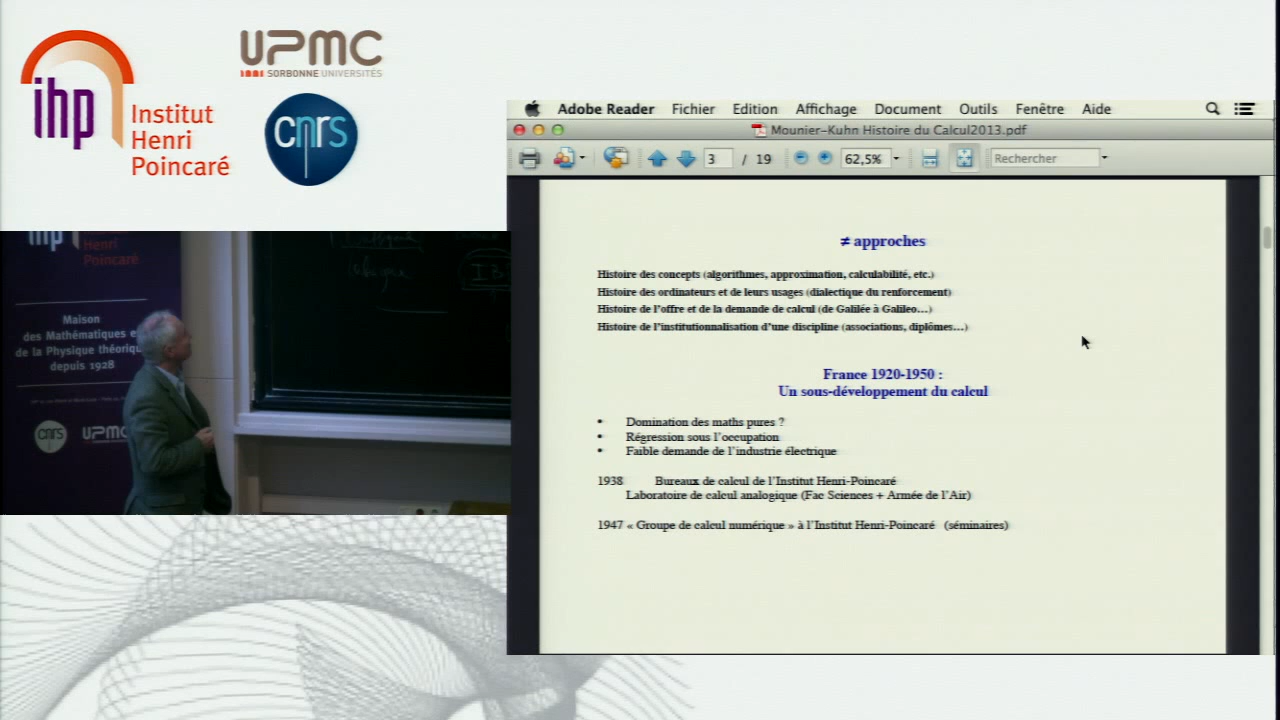 ihp
Institut
Henri
Poincaré
UPMC
SORBONNE UNIVERSITÉS
cnrs
Adobe Reader Fichier Edition Affichage Document Outils Fenêtre Aide
Mounier-Kuhn Histoire du Calcul2013.pdf
3 / 19 62,5% Rechercher
≠ approches
Histoire des concepts (algorithmes, approximation, calculabilité, etc.)
Histoire des ordinateurs et de leurs usages (dialectique du renforcement)
Histoire de l'offre et de la demande de calcul (de Galilée à Galileo...)
Histoire de l'institutionnalisation d'une discipline (associations, diplômes...)
France 1920-1950 :
Un sous-développement du calcul
• Domination des maths pures ?
• Régression sous l'occupation
• Faible demande de l'industrie électrique
1938 Bureaux de calcul de l'Institut Henri-Poincaré
Laboratoire de calcul analogique (Fac Sciences + Armée de l'Air)
1947 « Groupe de calcul numérique » à l'Institut Henri-Poincaré (séminaires)
ihp
Henri
Poincaré
Maison
des Mathématiques e
de la Physique théoriq
depuis 1928
cnrs
UPMC